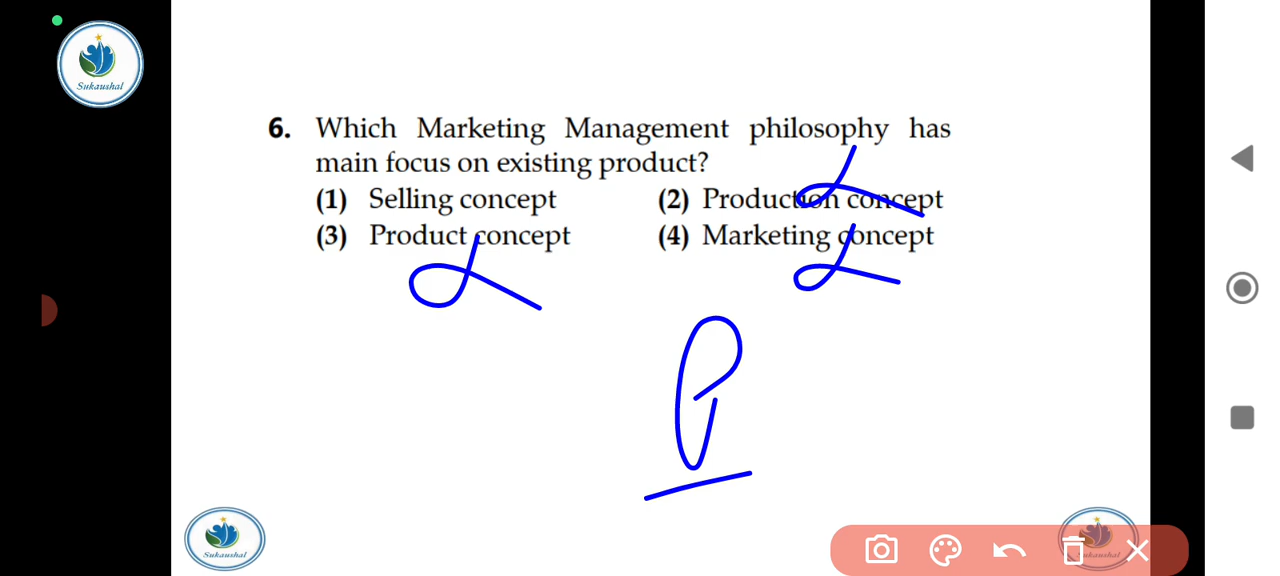 Sukaushal
6. Which Marketing Management philosophy has
main focus on existing product?
(1) Selling concept (2) Production concept
(3) Product concept (4) Marketing concept
Sukaushal